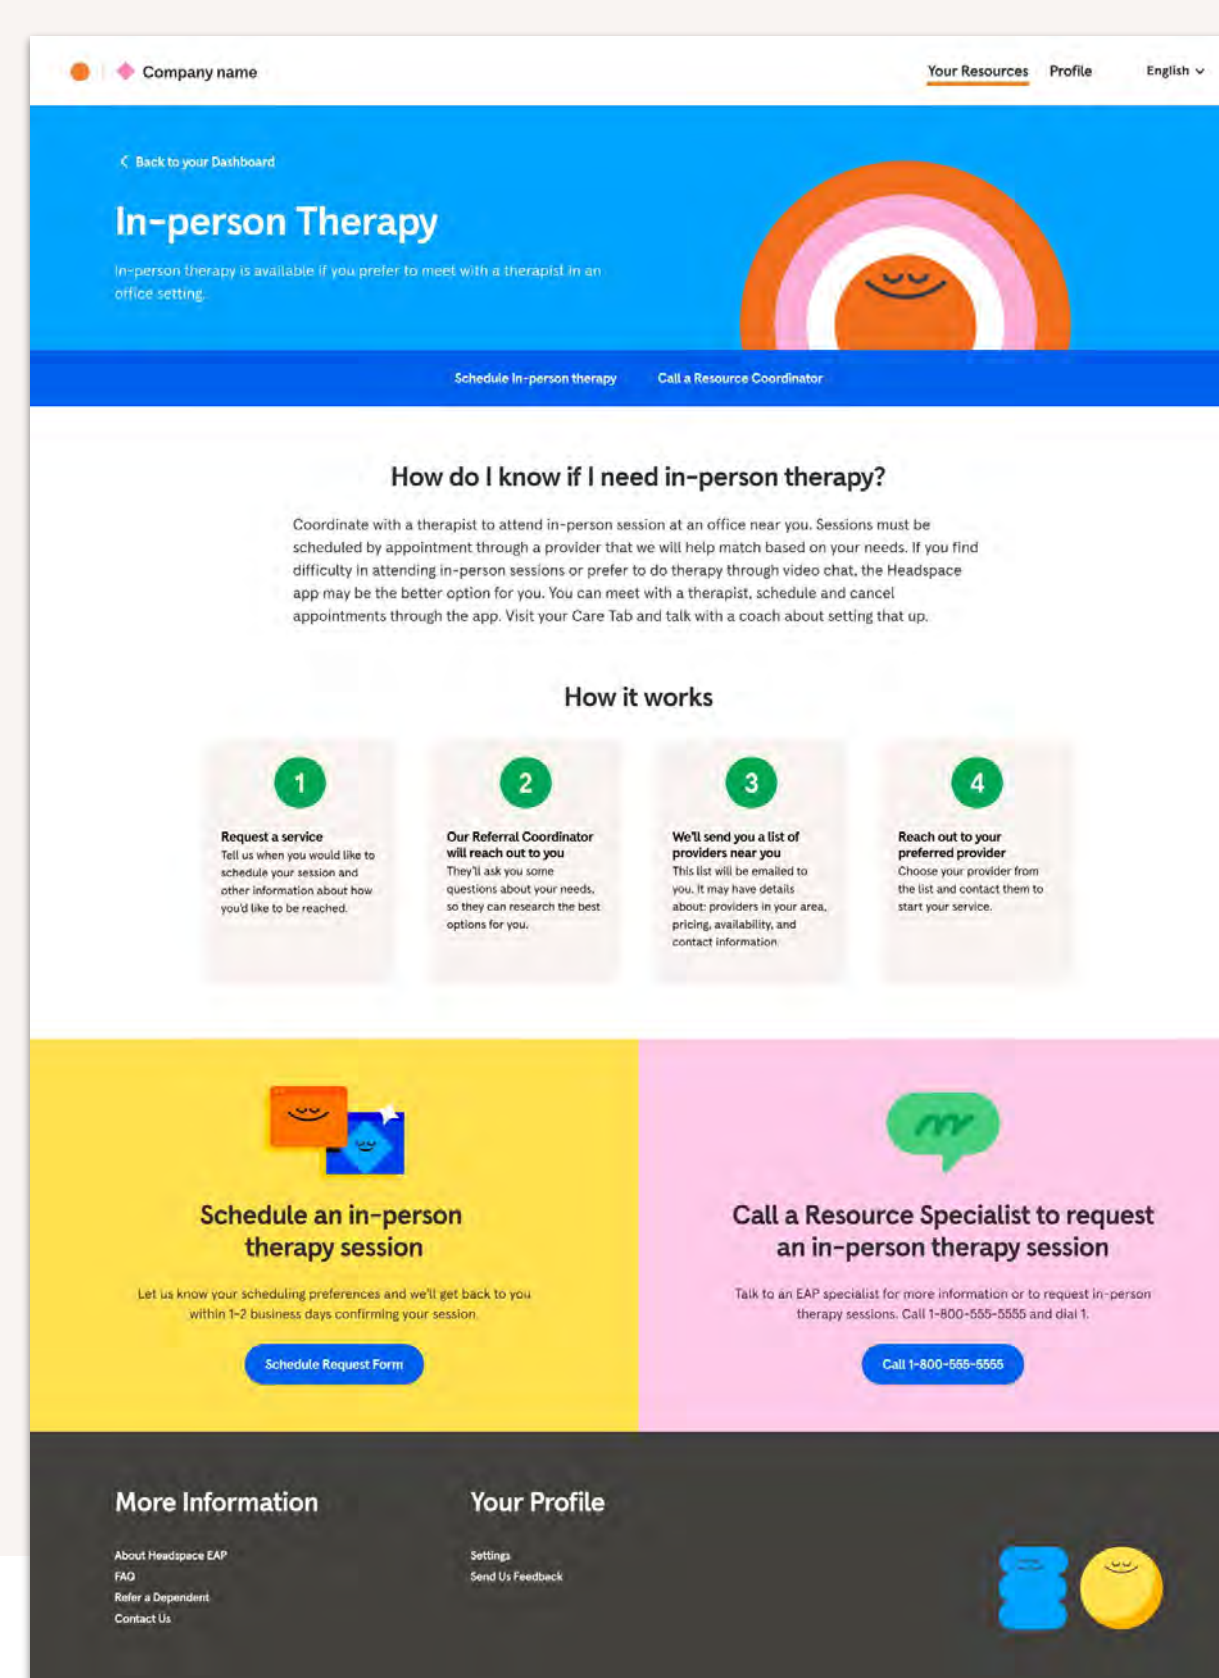 Company name
Your Resources
Profile
English
Back to your Dashboard
In-person Therapy
In-person therapy is available if you prefer to meet with a therapist in an
office setting.
Schedule In-person therapy
Call a Resource Coordinator
How do I know if I need in-person therapy?
Coordinate with a therapist to attend in-person session at an office near you. Sessions must be
scheduled by appointment through a provider that we will help match based on your needs. If you find
difficulty in attending in-person sessions or prefer to do therapy through video chat, the Headspace
app may be the better option for you. You can meet with a therapist, schedule and cancel
appointments through the app. Visit your Care Tab and talk with a coach about setting that up.
How it works
1
Request a service
Tell us when you would like to
schedule your session and
other information about how
you'd like to be reached.
2
Our Referral Coordinator
will reach out to you
They'll ask you some
questions about your needs,
so they can research the best
options for you.
3
We'll send you a list of
providers near you
This list will be emailed to
you. It may have details
about: providers in your area,
pricing, availability, and
contact information
4
Reach out to your
preferred provider
Choose your provider from
the list and contact them to
start your service.
Schedule an in-person
therapy session
Let us know your scheduling preferences and we'll get back to you
within 1-2 business days confirming your session
Schedule Request Form
Call a Resource Specialist to request
an in-person therapy session
Talk to an EAP specialist for more information or to request in-person
therapy sessions. Call 1-800-555-5555 and dial 1.
Call 1-800-555-5555
More Information
About Headspace EAP
FAQ
Refer a Dependent
Contact Us
Your Profile
Settings
Send Us Feedback